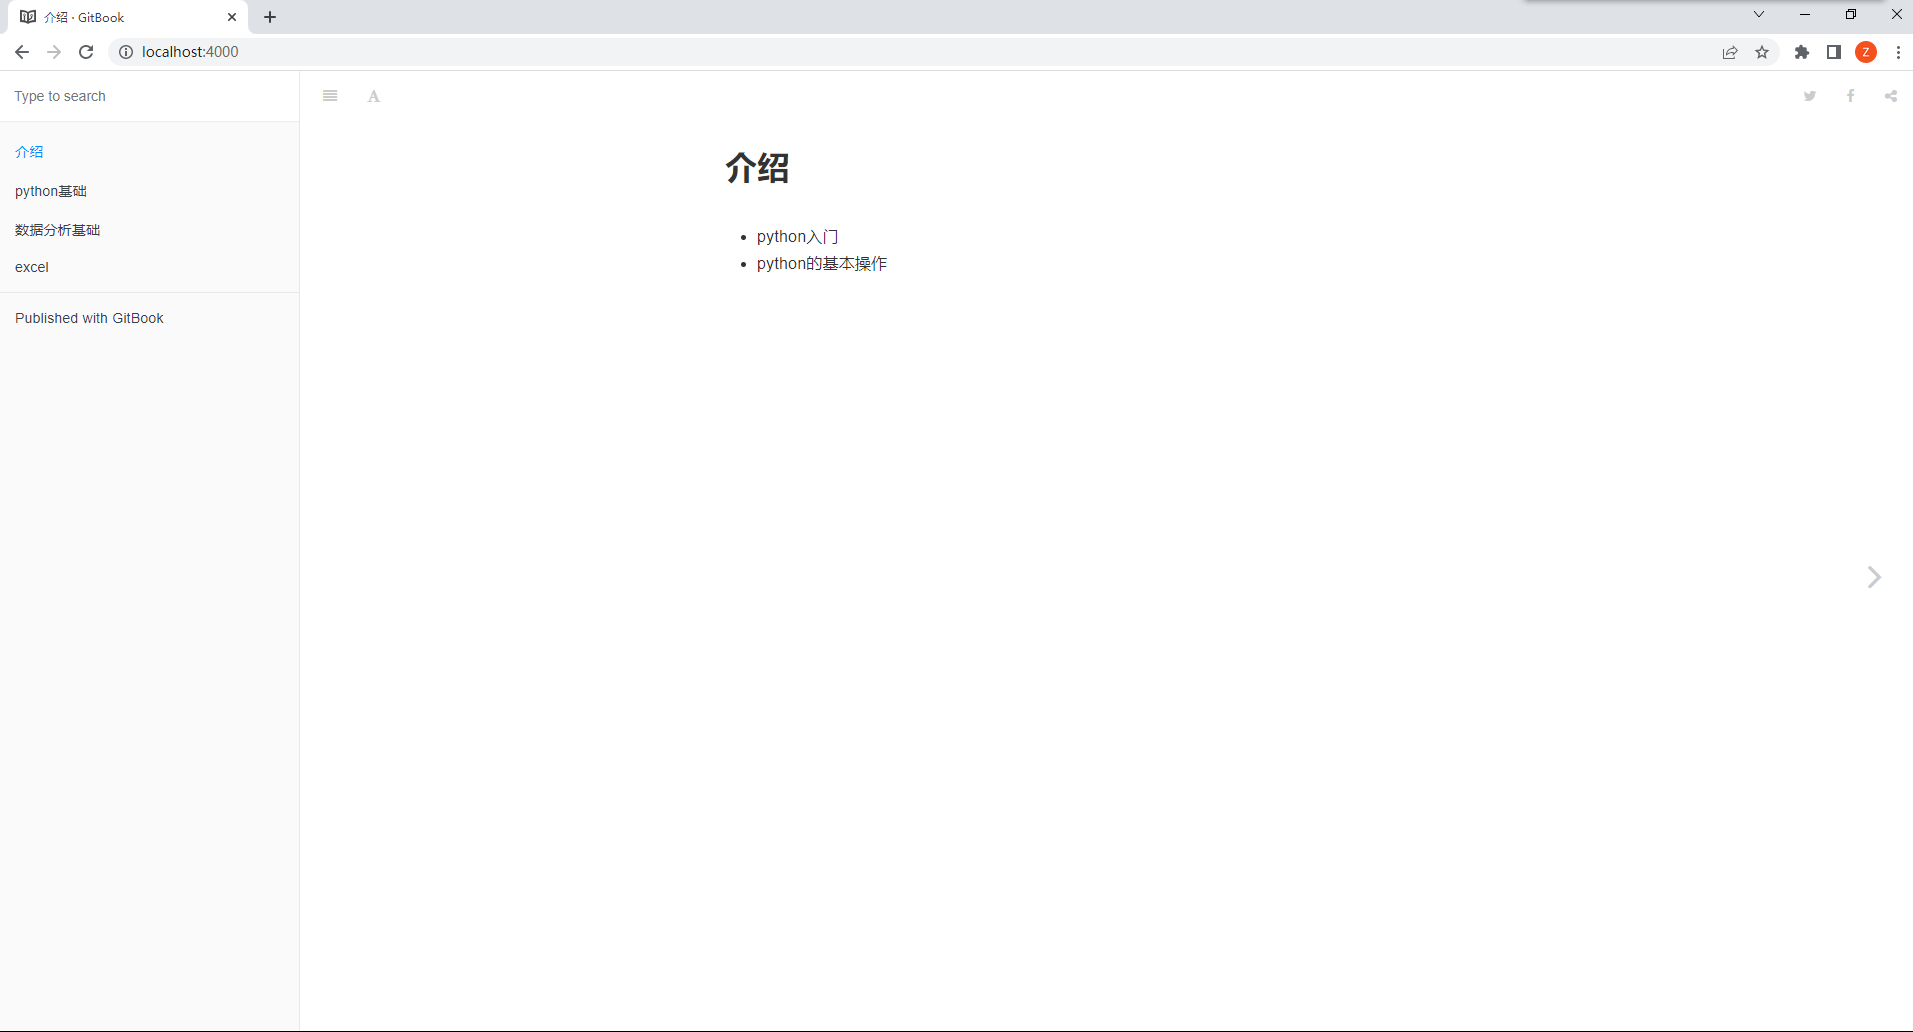 介绍 · GitBook
localhost:4000
Z
Type to search
A
介绍
python基础
数据分析基础
excel
Published with GitBook
介绍
python入门
python的基本操作